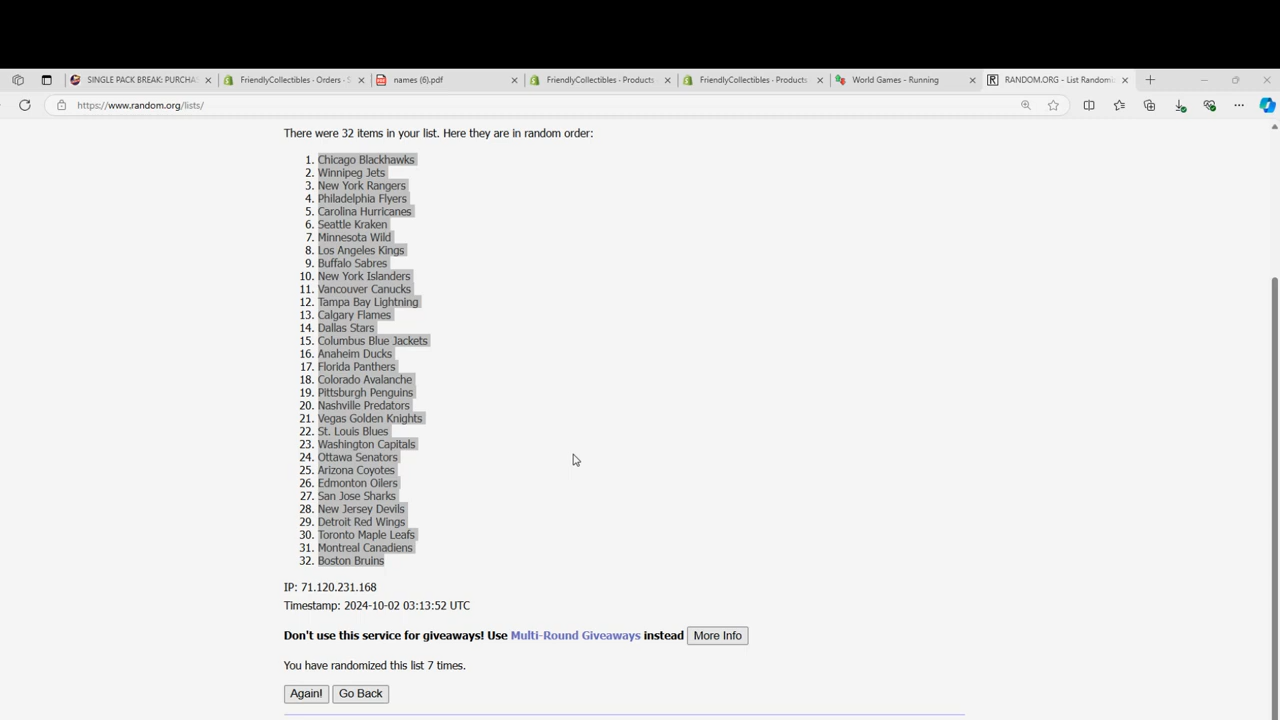 SINGLE PACK BREAK: PURCHA
FriendlyCollectibles · Orders · S
names (6).pdf
FriendlyCollectibles · Products
FriendlyCollectibles · Products
World Games - Running
RANDOM.ORG - List Randomi
https://www.random.org/lists/
There were 32 items in your list. Here they are in random order:
1. Chicago Blackhawks
2. Winnipeg Jets
3. New York Rangers
4. Philadelphia Flyers
5. Carolina Hurricanes
6. Seattle Kraken
7. Minnesota Wild
8. Los Angeles Kings
9. Buffalo Sabres
10. New York Islanders
11. Vancouver Canucks
12. Tampa Bay Lightning
13. Calgary Flames
14. Dallas Stars
15. Columbus Blue Jackets
16. Anaheim Ducks
17. Florida Panthers
18. Colorado Avalanche
19. Pittsburgh Penguins
20. Nashville Predators
21. Vegas Golden Knights
22. St. Louis Blues
23. Washington Capitals
24. Ottawa Senators
25. Arizona Coyotes
26. Edmonton Oilers
27. San Jose Sharks
28. New Jersey Devils
29. Detroit Red Wings
30. Toronto Maple Leafs
31. Montreal Canadiens
32. Boston Bruins
IP: 71.120.231.168
Timestamp: 2024-10-02 03:13:52 UTC
Don't use this service for giveaways! Use Multi-Round Giveaways instead More Info
You have randomized this list 7 times.
Again! Go Back